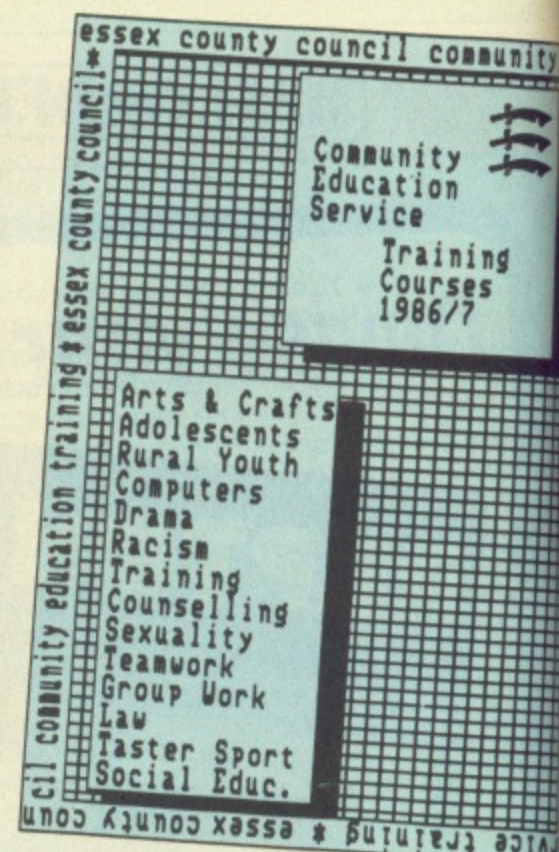 essex county council community
Community
Education
Service
Training
Courses
1986/7
Arts & Crafts
Adolescents
Rural Youth
Computers
Drama
Racism
Training
Counselling
Sexuality
Teamwork
Group Work
Law
Taster Sport
Social Educ.
cil community education training * essex county council *
training * essex coun